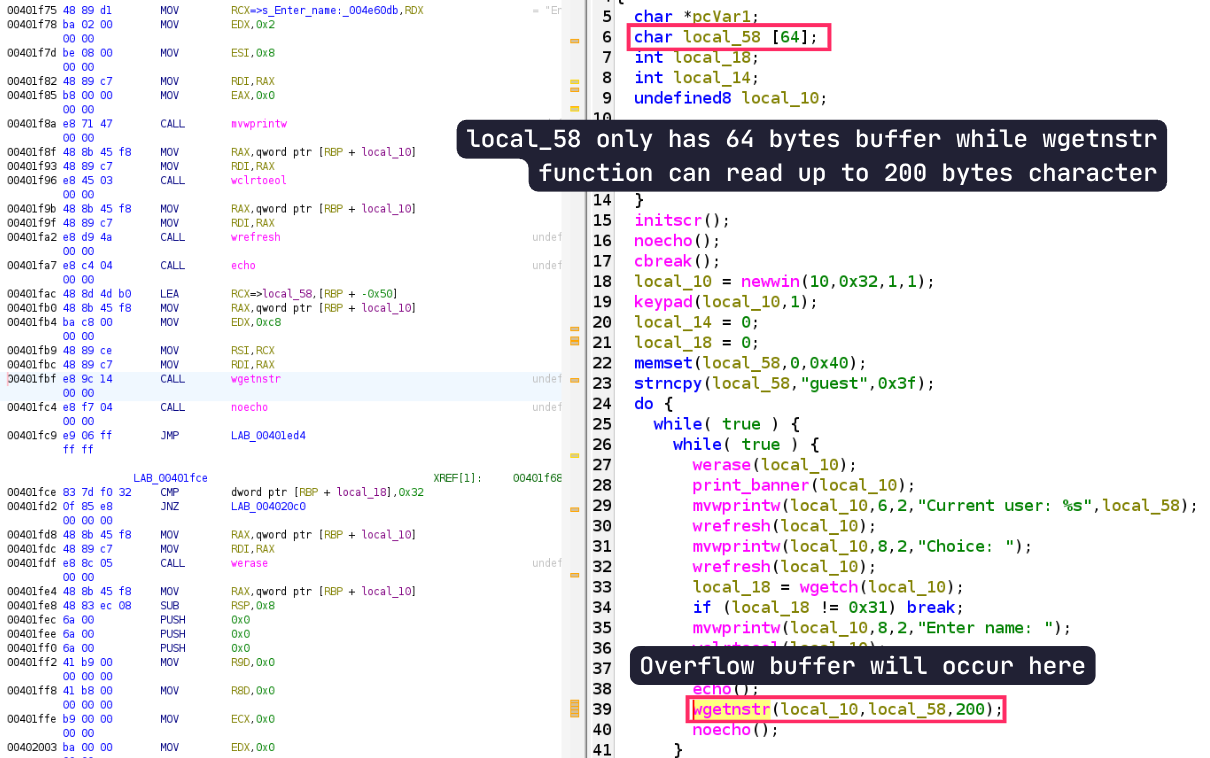 00401f75 48 89 d1 MOV RCX=>s_Enter_name:_004e60db,RDX = "Er
00401f78 ba 02 00 MOV EDX,0x2
00 00
00401f7d be 08 00 MOV ESI,0x8
00 00
00401f82 48 89 c7 MOV RDI,RAX
00401f85 b8 00 00 MOV EAX,0x0
00 00
00401f8a e8 71 47 CALL mvwprintw
00 00
00401f8f 48 8b 45 f8 MOV RAX,qword ptr [RBP + local_10]
00401f93 48 89 c7 MOV RDI,RAX
00401f96 e8 45 03 CALL wclrtoeol
00 00
00401f9b 48 8b 45 f8 MOV RAX,qword ptr [RBP + local_10]
00401f9f 48 89 c7 MOV RDI,RAX
00401fa2 e8 d9 4a CALL wrefresh undef
00 00
00401fa7 e8 c4 04 CALL echo undef
00 00
00401fac 48 8d 4d b0 LEA RCX=>local_58,[RBP + -0x50]
00401fb0 48 8b 45 f8 MOV RAX,qword ptr [RBP + local_10]
00401fb4 ba c8 00 MOV EDX,0xc8
00 00
00401fb9 48 89 ce MOV RSI,RCX
00401fbc 48 89 c7 MOV RDI,RAX
00401fbf e8 9c 14 CALL wgetnstr undef
00 00
00401fc4 e8 f7 04 CALL noecho undef
00 00
00401fc9 e9 06 ff JMP LAB_00401ed4
ff ff
LAB_00401fce XREF[1]: 00401f68
00401fce 83 7d f0 32 CMP dword ptr [RBP + local_18],0x32
00401fd2 0f 85 e8 JNZ LAB_004020c0
00 00 00
00401fd8 48 8b 45 f8 MOV RAX,qword ptr [RBP + local_10]
00401fdc 48 89 c7 MOV RDI,RAX
00401fdf e8 8c 05 CALL werase undef
00 00
00401fe4 48 8b 45 f8 MOV RAX,qword ptr [RBP + local_10]
00401fe8 48 83 ec 08 SUB RSP,0x8
00401fec 6a 00 PUSH 0x0
00401fee 6a 00 PUSH 0x0
00401ff0 6a 00 PUSH 0x0
00401ff2 41 b9 00 MOV R9D,0x0
00 00 00
00401ff8 41 b8 00 MOV R8D,0x0
00 00 00
00401ffe b9 00 00 MOV ECX,0x0
00 00
00402003 ba 00 00 MOV EDX,0x0
5 char *pcVar1;
6 char local_58 [64];
7 int local_18;
8 int local_14;
9 undefined8 local_10;
10
local_58 only has 64 bytes buffer while wgetnstr
function can read up to 200 bytes character
14 }
15 initscr();
16 noecho();
17 cbreak();
18 local_10 = newwin(10,0x32,1,1);
19 keypad(local_10,1);
20 local_14 = 0;
21 local_18 = 0;
22 memset(local_58,0,0x40);
23 strncpy(local_58,"guest",0x3f);
24 do {
25 while( true ) {
26 while( true ) {
27 werase(local_10);
28 print_banner(local_10);
29 mvwprintw(local_10,6,2,"Current user: %s",local_58);
30 wrefresh(local_10);
31 mvwprintw(local_10,8,2,"Choice: ");
32 wrefresh(local_10);
33 local_18 = wgetch(local_10);
34 if (local_18 != 0x31) break;
35 mvwprintw(local_10,8,2,"Enter name: ");
36
37 Overflow buffer will occur here
38 echo();
39 wgetnstr(local_10,local_58,200);
40 noecho();
41 }